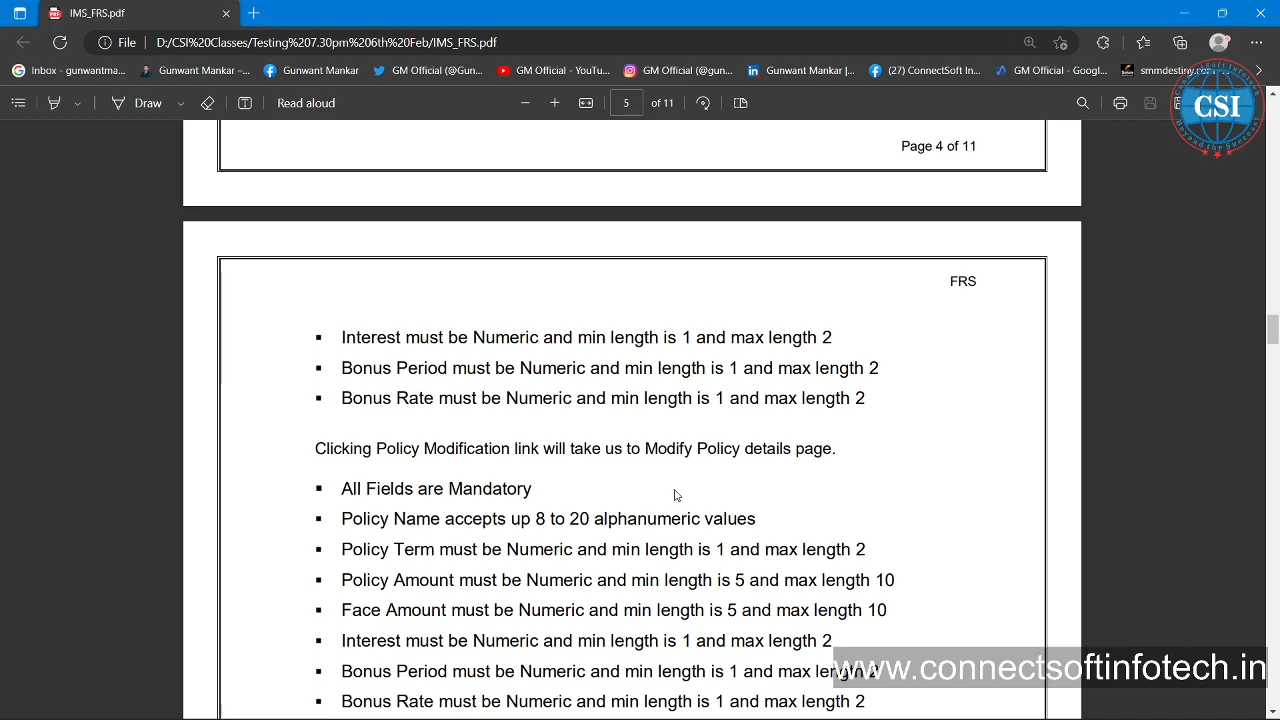 IMS_FRS.pdf
File
D:/CSI%20Classes/Testing%207.30pm%206th%20Feb/IMS_FRS.pdf
Inbox - gunwantma...
Gunwant Mankar –...
Gunwant Mankar
GM Official (@Gun...
GM Official - YouTu...
GM Official (@gun...
Gunwant Mankar |...
(27) ConnectSoft In...
GM Official - Googl...
smmdestiny.com
Draw
Read aloud
5
of 11
CSI
Page 4 of 11
FRS
▪ Interest must be Numeric and min length is 1 and max length 2
▪ Bonus Period must be Numeric and min length is 1 and max length 2
▪ Bonus Rate must be Numeric and min length is 1 and max length 2
Clicking Policy Modification link will take us to Modify Policy details page.
▪ All Fields are Mandatory
▪ Policy Name accepts up 8 to 20 alphanumeric values
▪ Policy Term must be Numeric and min length is 1 and max length 2
▪ Policy Amount must be Numeric and min length is 5 and max length 10
▪ Face Amount must be Numeric and min length is 5 and max length 10
▪ Interest must be Numeric and min length is 1 and max length 2
▪ Bonus Period must be Numeric and min length is 1 and max length 2
▪ Bonus Rate must be Numeric and min length is 1 and max length 2
www.connectsoftinfotech.in